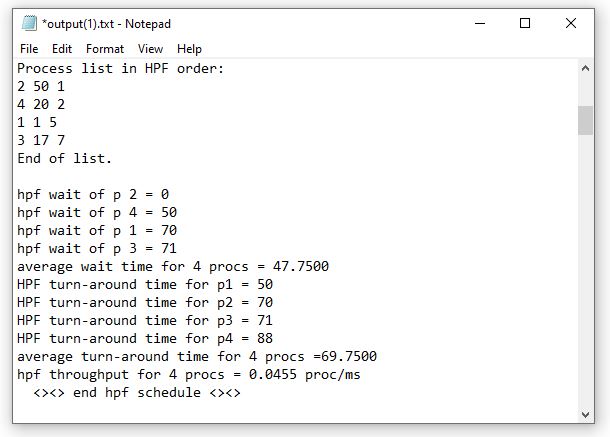 *output(1).txt - Notepad
File Edit Format View Help
Process list in HPF order:
2 50 1
4 20 2
1 1 5
3 17 7
End of list.
hpf wait of p 2 = 0
hpf wait of p 4 = 50
hpf wait of p 1 = 70
hpf wait of p 3 = 71
average wait time for 4 procs = 47.7500
HPF turn-around time for p1 = 50
HPF turn-around time for p2 = 70
HPF turn-around time for p3 = 71
HPF turn-around time for p4 = 88
average turn-around time for 4 procs =69.7500
hpf throughput for 4 procs = 0.0455 proc/ms
<><> end hpf schedule <><>